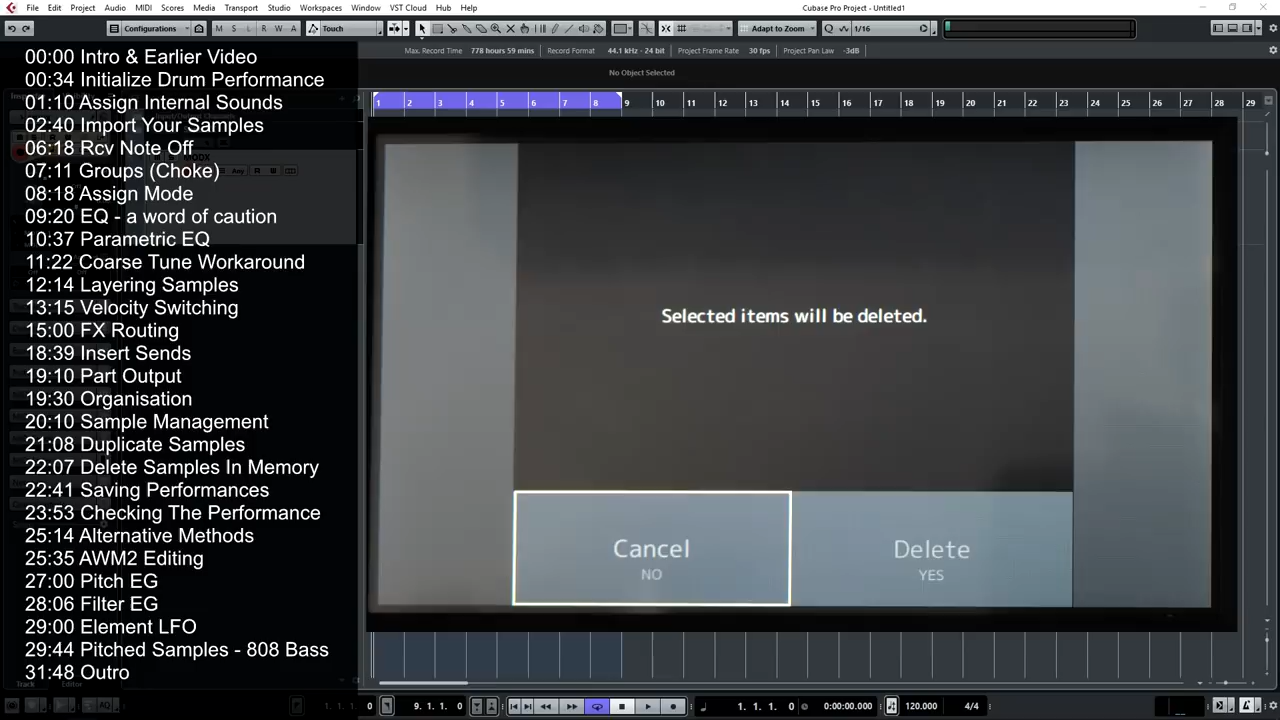 File Edit Project Audio MIDI Scores Media Transport Studio Workspaces Window VST Cloud Hub Help
Cubase Pro Project - Untitled1
Configurations M S L R W A Touch Adapt to Zoom Q 1/16
Max. Record Time 778 hours 59 mins Record Format 44.1 kHz - 24 bit Project Frame Rate 30 fps Project Pan Law -3dB
No Object Selected
1 2 3 4 5 6 7 8 9 10 11 12 13 14 15 16 17 18 19 20 21 22 23 24 25 26 27 28 29
00:00 Intro & Earlier Video
00:34 Initialize Drum Performance
01:10 Assign Internal Sounds
02:40 Import Your Samples
06:18 Rcv Note Off
07:11 Groups (Choke)
08:18 Assign Mode
09:20 EQ - a word of caution
10:37 Parametric EQ
11:22 Coarse Tune Workaround
12:14 Layering Samples
13:15 Velocity Switching
15:00 FX Routing
18:39 Insert Sends
19:10 Part Output
19:30 Organisation
20:10 Sample Management
21:08 Duplicate Samples
22:07 Delete Samples In Memory
22:41 Saving Performances
23:53 Checking The Performance
25:14 Alternative Methods
25:35 AWM2 Editing
27:00 Pitch EG
28:06 Filter EG
29:00 Element LFO
29:44 Pitched Samples - 808 Bass
31:48 Outro
Selected items will be deleted.
Cancel
NO
Delete
YES
Track Editor
AQ 1. 1. 1. 0 9. 1. 1. 0 1. 1. 1. 0 0:00:00.000 120.000 4/4